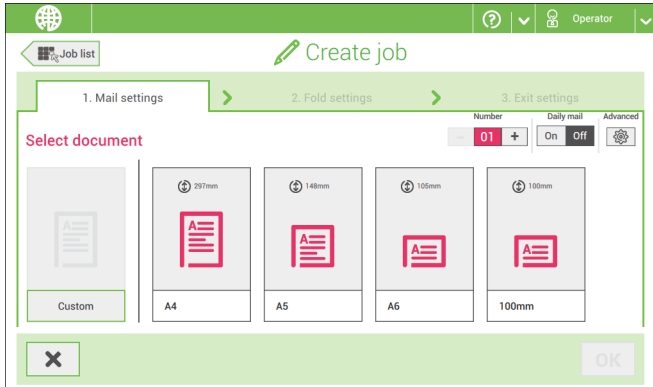 Operator
Job list
Create job
1. Mail settings
2. Fold settings
3. Exit settings
Select document
Number
Daily mail
Advanced
- 01 +
On Off
297mm
148mm
105mm
100mm
Custom
A4
A5
A6
100mm
OK